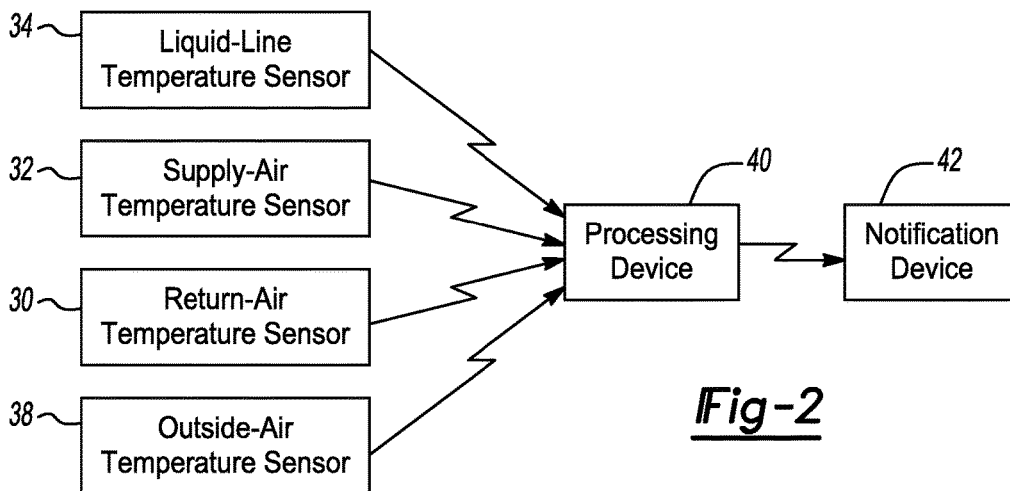 34
Liquid-Line
Temperature Sensor
32
Supply-Air
Temperature Sensor
30
Return-Air
Temperature Sensor
38
Outside-Air
Temperature Sensor
40
Processing
Device
42
Notification
Device
Fig-2